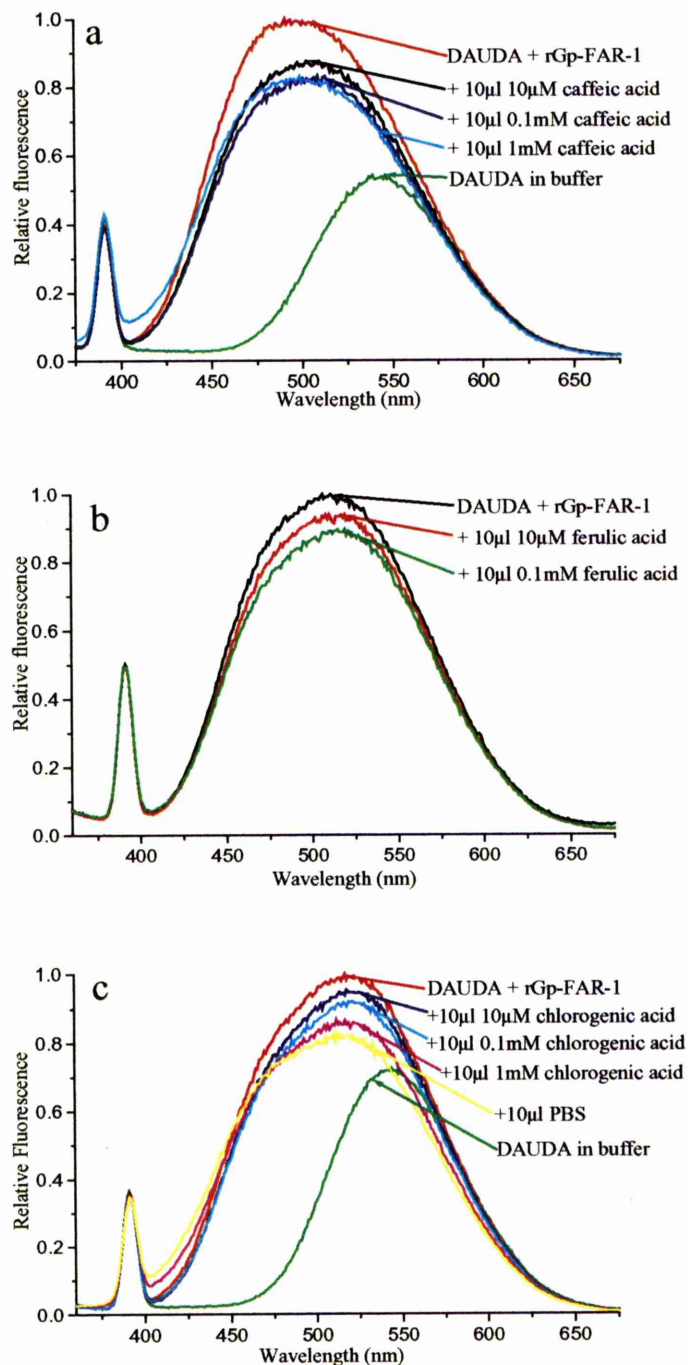 a
Relative fluorescence
1.0
0.8
0.6
0.4
0.2
0.0
DAUDA + rGp-FAR-1
+ 10µl 10µM caffeic acid
+ 10µl 0.1mM caffeic acid
+ 10µl 1mM caffeic acid
DAUDA in buffer
400 450 500 550 600 650
Wavelength (nm)
b
Relative fluorescence
1.0
0.8
0.6
0.4
0.2
0.0
DAUDA + rGp-FAR-1
+ 10µl 10µM ferulic acid
+ 10µl 0.1mM ferulic acid
400 450 500 550 600 650
Wavelength (nm)
c
Relative Fluorescence
1.0
0.8
0.6
0.4
0.2
0.0
DAUDA + rGp-FAR-1
+10µl 10µM chlorogenic acid
+10µl 0.1mM chlorogenic acid
+10µl 1mM chlorogenic acid
+10µl PBS
DAUDA in buffer
400 450 500 550 600 650
Wavelength (nm)